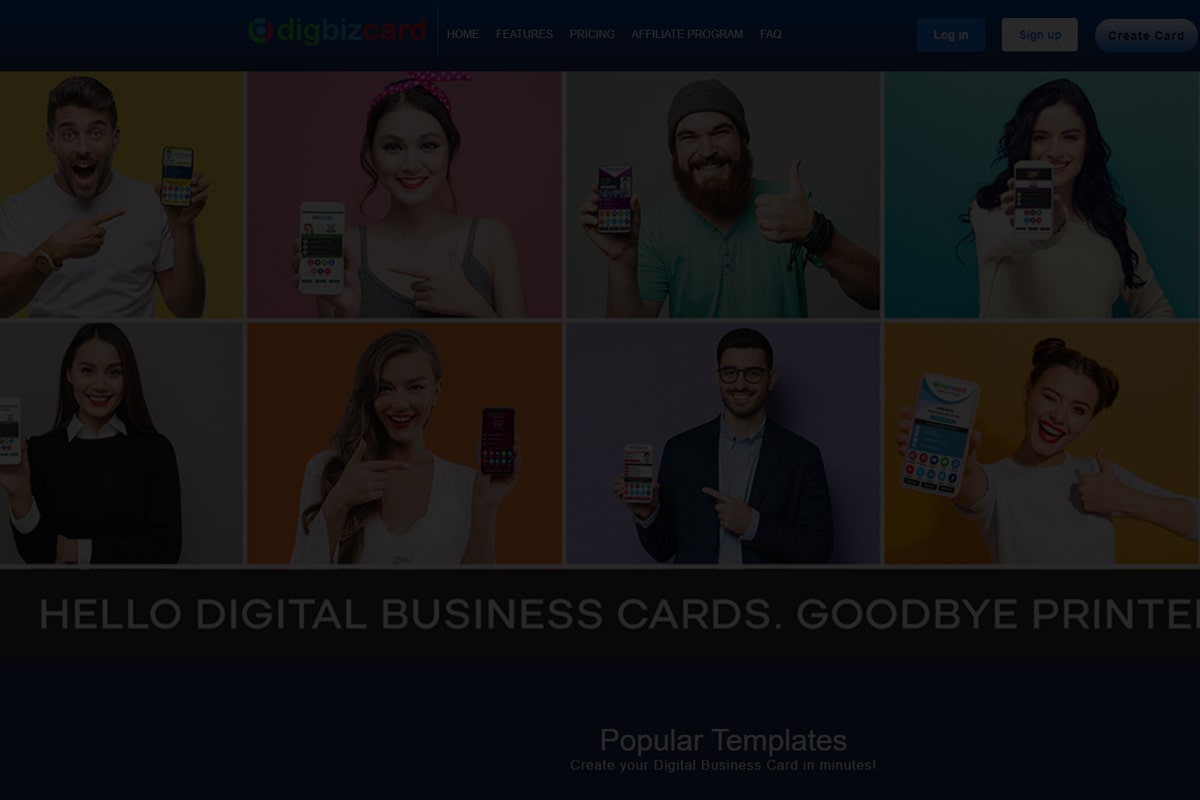 digbizcard
HOME FEATURES PRICING AFFILIATE PROGRAM FAQ
Log in Sign up Create Card
HELLO DIGITAL BUSINESS CARDS. GOODBYE PRINTE
Popular Templates
Create your Digital Business Card in minutes!